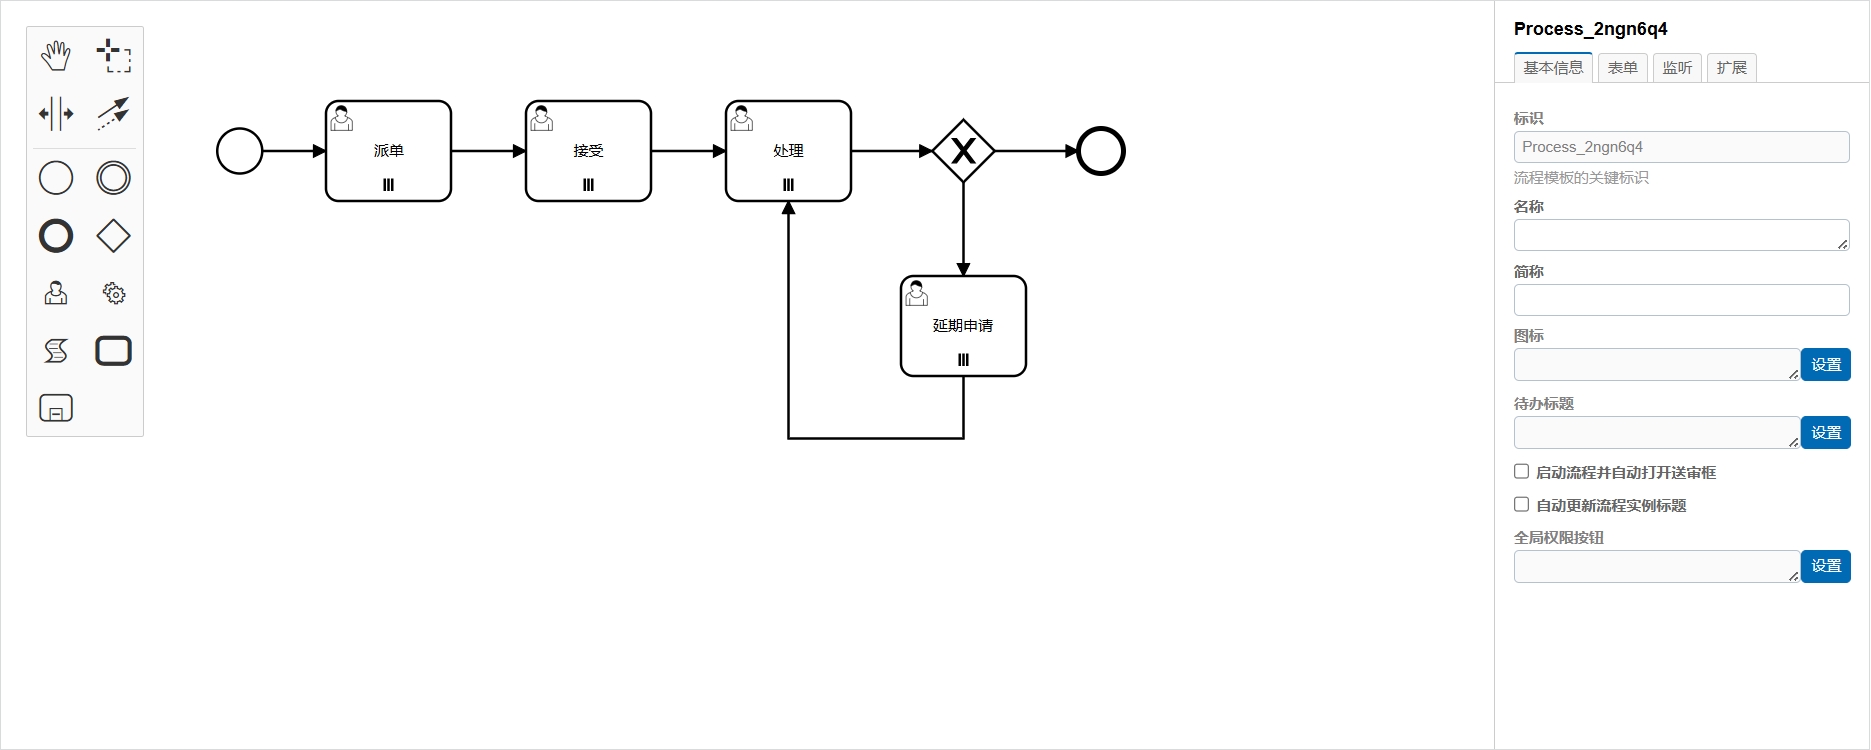 派单
接受
处理
延期申请
Process_2ngn6q4
基本信息 表单 监听 扩展
标识
Process_2ngn6q4
流程模板的关键标识
名称
简称
图标
设置
待办标题
设置
启动流程并自动打开送审框
自动更新流程实例标题
全局权限按钮
设置